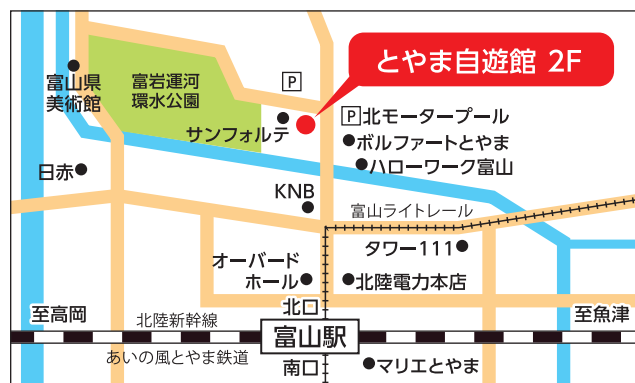 とやま自遊館 2F
富山県
美術館
富岩運河
環水公園
P
サンフォルテ
P北モータープール
ボルファートとやま
ハローワーク富山
日赤
KNB
富山ライトレール
タワー111
オーバード
ホール
北陸電力本店
北口
至高岡
北陸新幹線
富山駅
至魚津
あいの風とやま鉄道
南口
マリエとやま